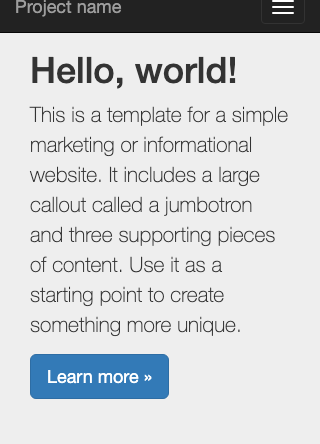 Project name
Hello, world!
This is a template for a simple
marketing or informational
website. It includes a large
callout called a jumbotron
and three supporting pieces
of content. Use it as a
starting point to create
something more unique.
Learn more »